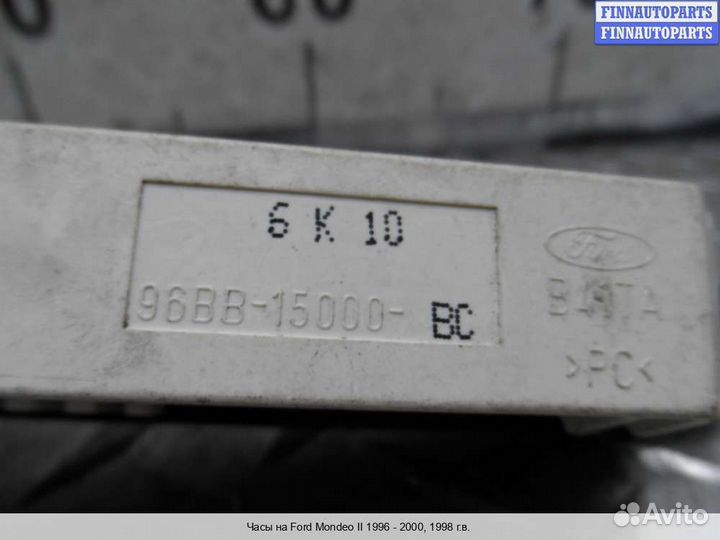 FINNAUTOPARTS
FINNAUTOPARTS
6 K 10
Ford
96BB-15000- BC
>PC<
Часы на Ford Mondeo II 1996 - 2000, 1998 г.в.
Avito